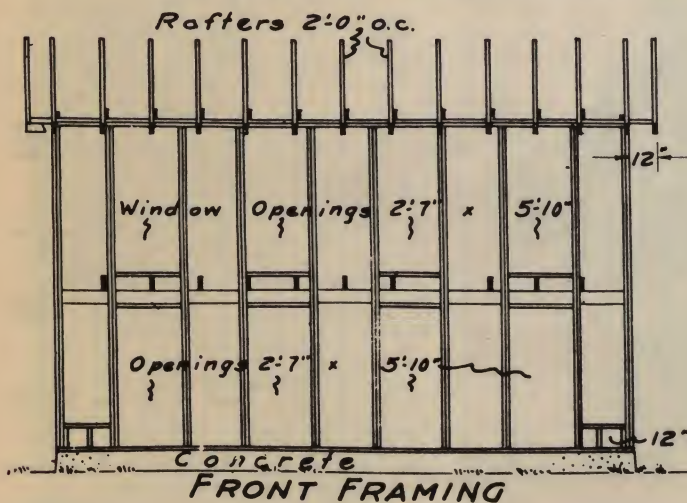 Rafters 2'-0" o.c.
12"
Window Openings 2'-7" x 5'-10"
Openings 2'-7" x 5'-10"
12"
Concrete
FRONT FRAMING